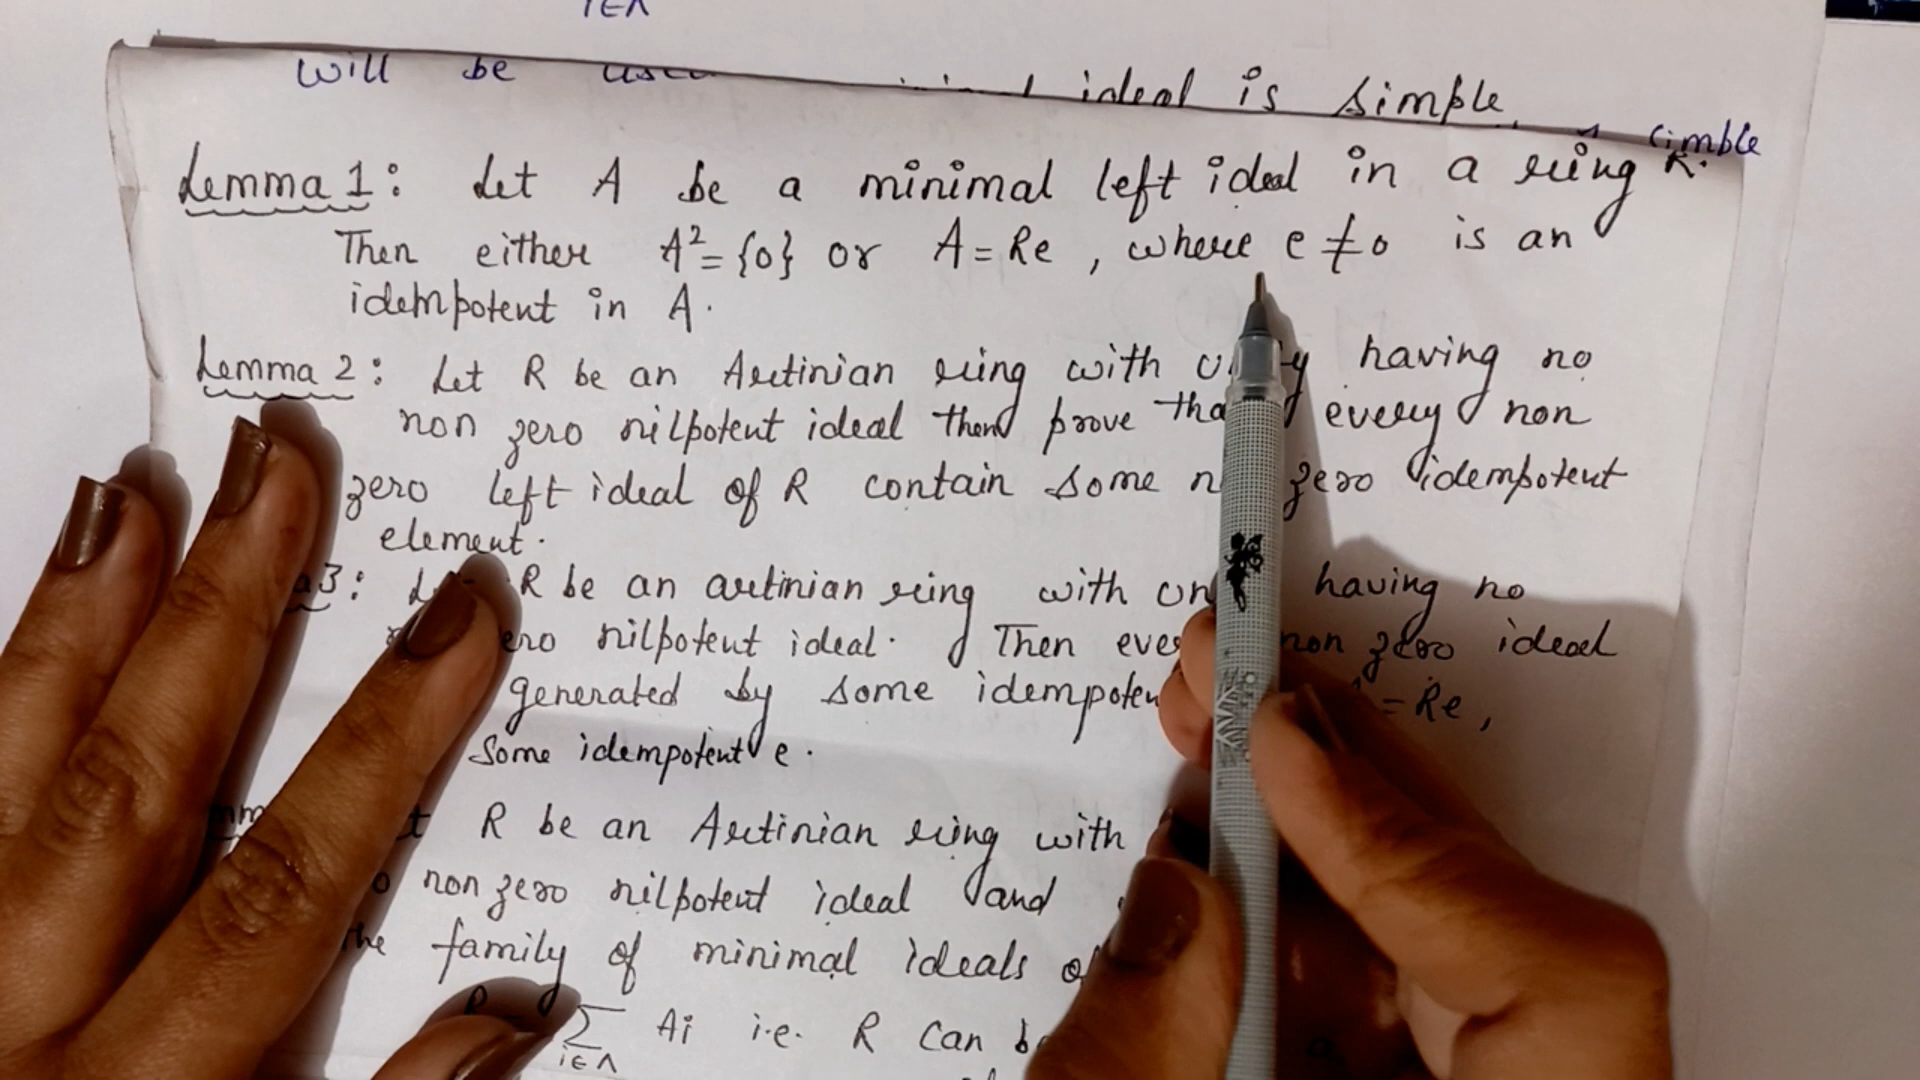 i∈Λ
will be
ideal is simple
simple
Lemma 1: Let A be a minimal left ideal in a ring R.
Then either A² = {0} or A = Re, where e ≠ 0 is an
idempotent in A.
Lemma 2: Let R be an Artinian ring with having no
non zero nilpotent ideal then prove every non
zero left ideal of R contain some zero idempotent
element.
3: R be an artinian ring with having no
nilpotent ideal. Then non zero ideal
generated by some = Re,
Some idempotent e.
R be an Artinian ring with
non zero nilpotent ideal and
the family of minimal ideals
∑ Ai i.e. R can
i∈Λ